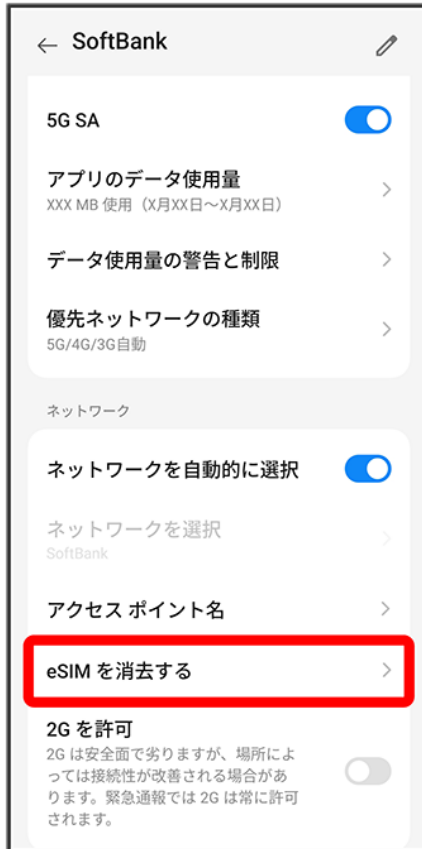 SoftBank
5G SA
アプリのデータ使用量
XXX MB 使用（X月XX日～X月XX日）
データ使用量の警告と制限
優先ネットワークの種類
5G/4G/3G自動
ネットワーク
ネットワークを自動的に選択
ネットワークを選択
SoftBank
アクセス ポイント名
eSIM を消去する
2G を許可
2G は安全面で劣りますが、場所によ
っては接続性が改善される場合があ
ります。緊急通報では 2G は常に許可
されます。